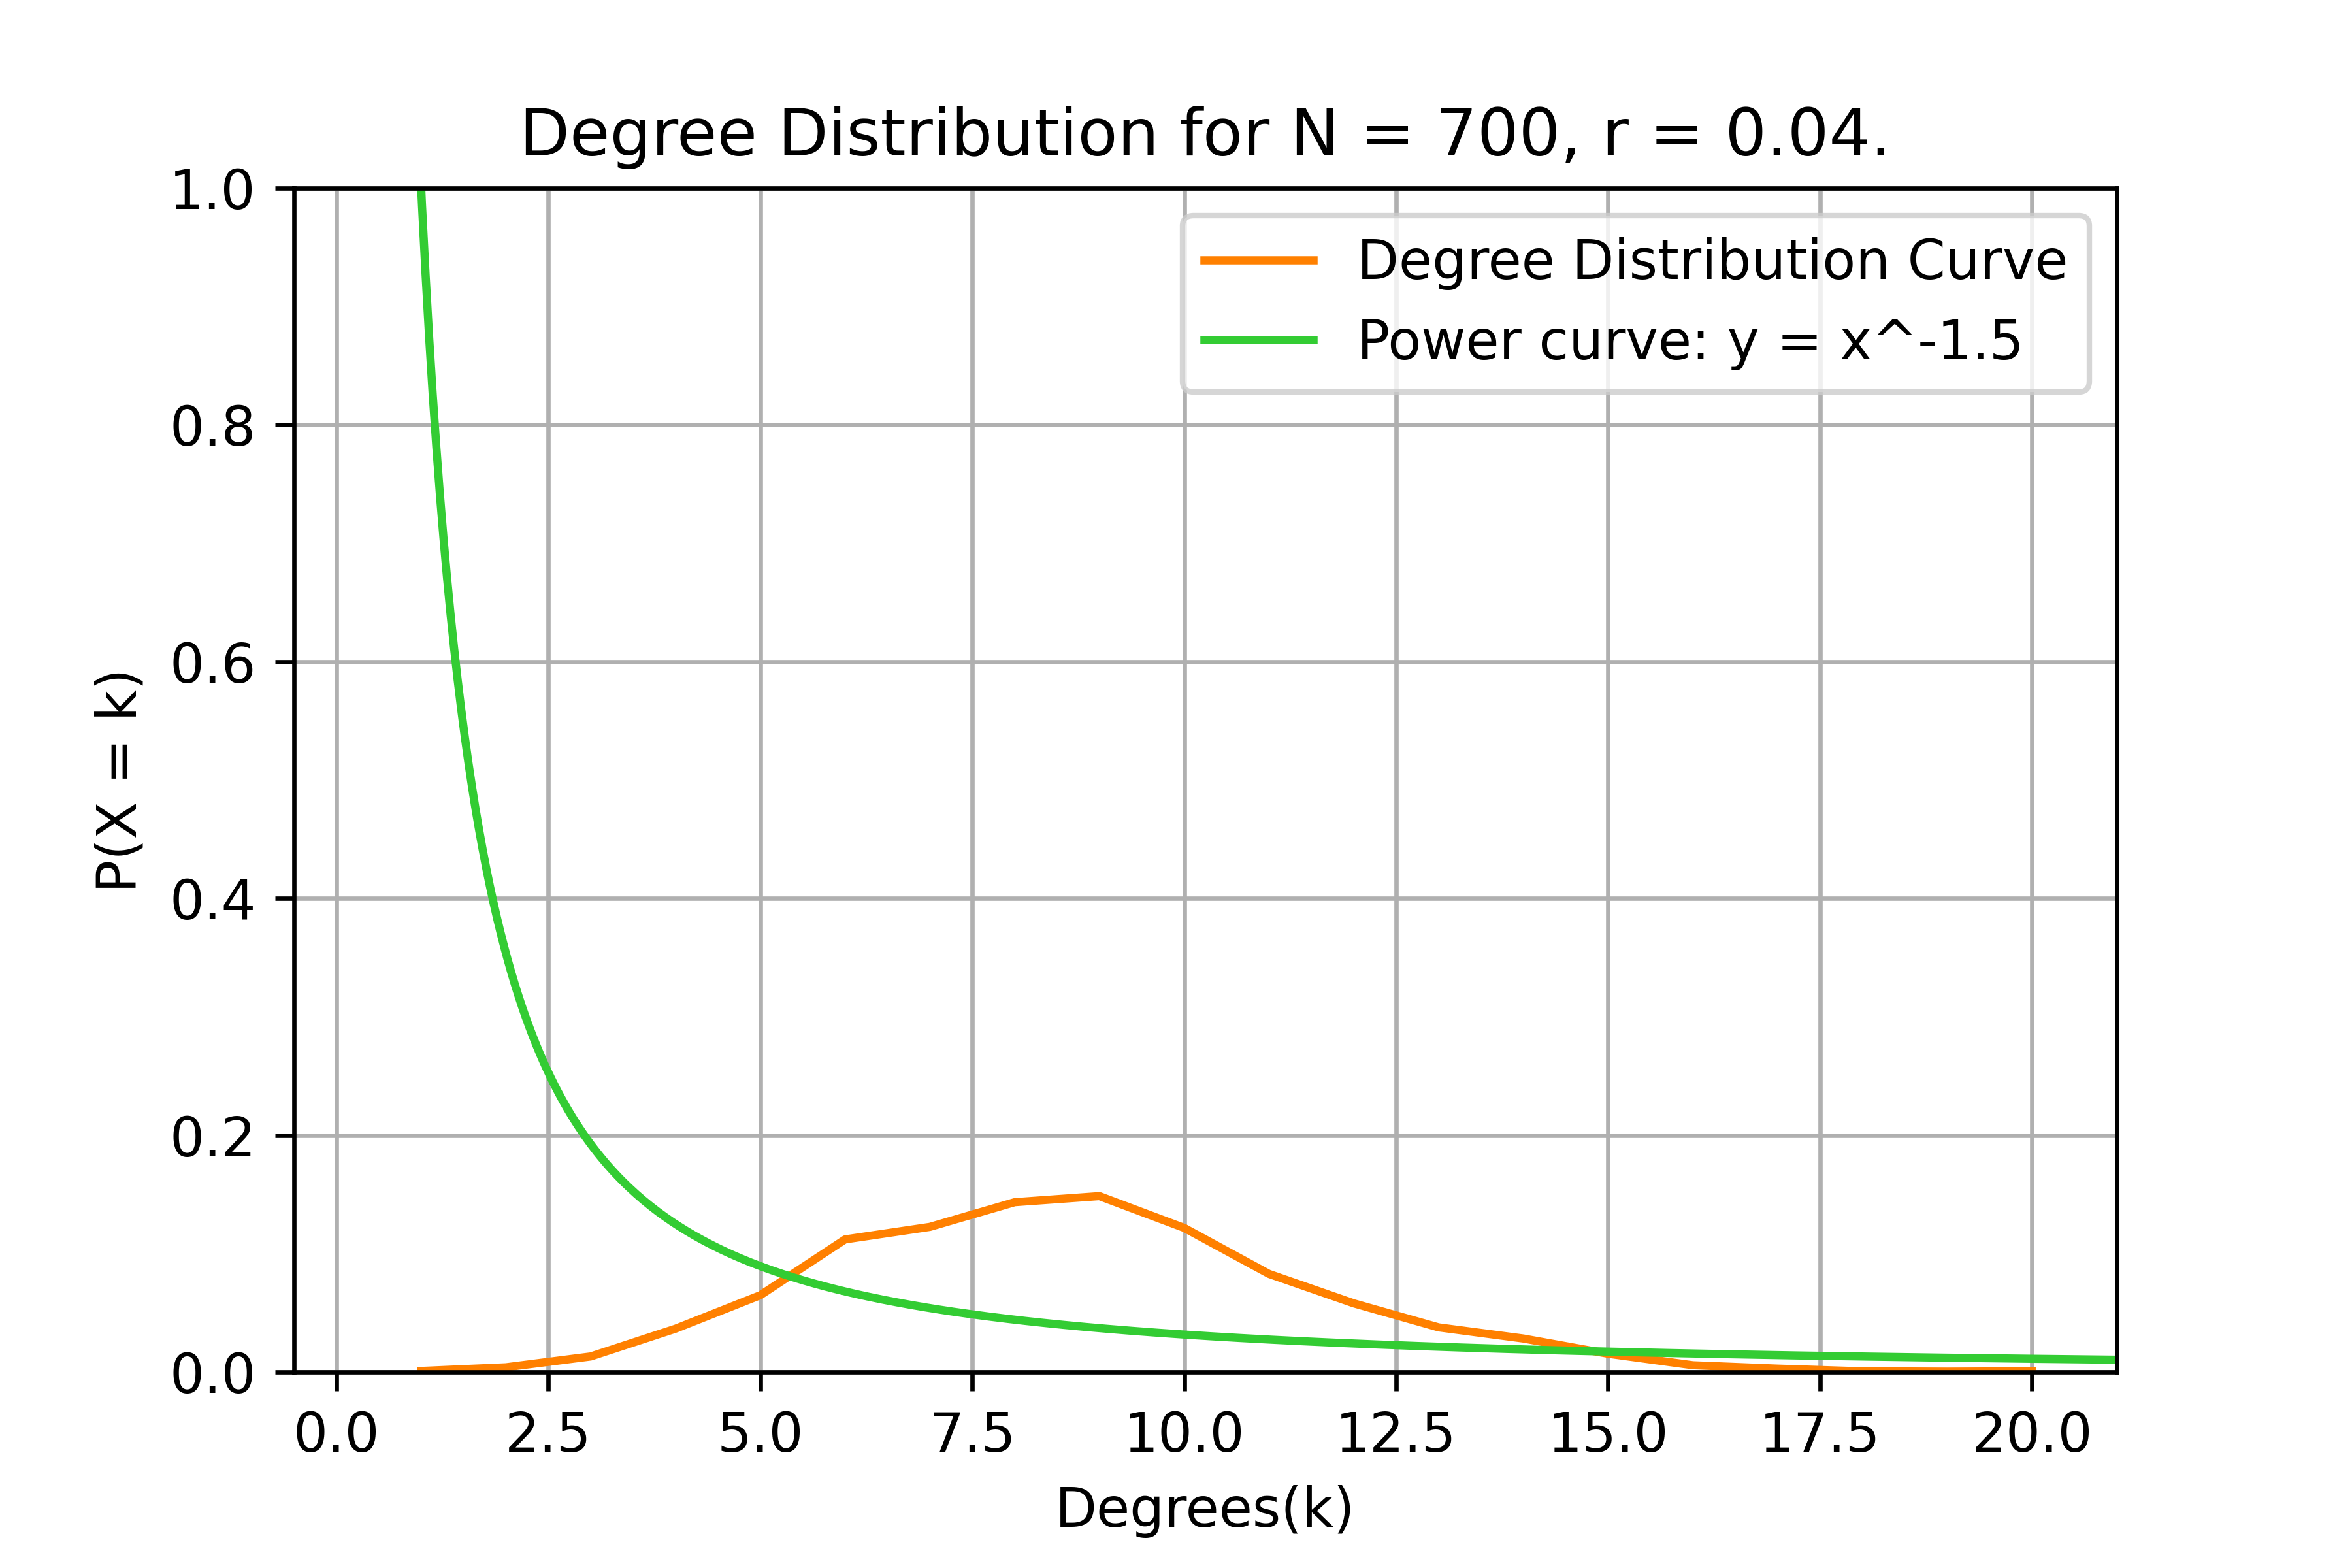 Degree Distribution for N = 700, r = 0.04.
Degree Distribution Curve
Power curve: y = x^-1.5
P(X = k)
1.0
0.8
0.6
0.4
0.2
0.0
0.0 2.5 5.0 7.5 10.0 12.5 15.0 17.5 20.0
Degrees(k)